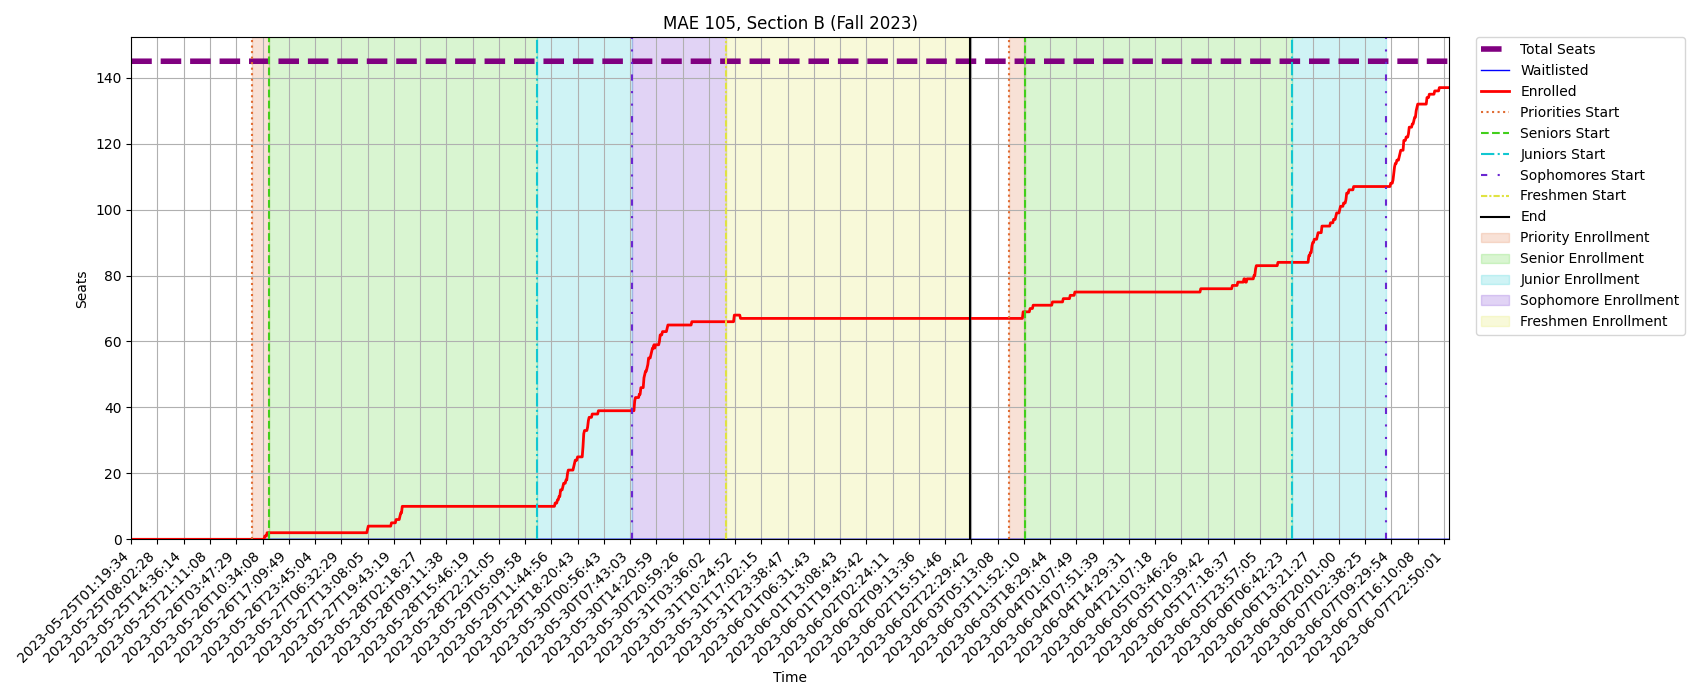 MAE 105, Section B (Fall 2023)
Seats
140
120
100
80
60
40
20
0
2023-05-25T01:19:34
2023-05-25T08:02:28
2023-05-25T14:36:14
2023-05-25T21:11:08
2023-05-26T03:47:29
2023-05-26T10:34:08
2023-05-26T17:09:49
2023-05-26T23:45:04
2023-05-27T06:32:29
2023-05-27T13:08:05
2023-05-27T19:43:19
2023-05-28T02:18:27
2023-05-28T09:11:38
2023-05-28T15:46:19
2023-05-28T22:21:05
2023-05-29T05:09:58
2023-05-29T11:44:56
2023-05-29T18:20:43
2023-05-30T00:56:43
2023-05-30T07:43:03
2023-05-30T14:20:59
2023-05-30T20:59:26
2023-05-31T03:36:02
2023-05-31T10:24:52
2023-05-31T17:02:15
2023-05-31T23:38:47
2023-06-01T06:31:43
2023-06-01T13:08:43
2023-06-01T19:45:42
2023-06-02T02:24:11
2023-06-02T09:13:36
2023-06-02T15:51:46
2023-06-02T22:29:42
2023-06-03T05:13:08
2023-06-03T11:52:10
2023-06-03T18:29:44
2023-06-04T01:07:49
2023-06-04T07:51:39
2023-06-04T14:29:31
2023-06-04T21:07:18
2023-06-05T03:46:26
2023-06-05T10:39:42
2023-06-05T17:18:37
2023-06-05T23:57:05
2023-06-06T06:42:23
2023-06-06T13:21:27
2023-06-06T20:01:00
2023-06-07T02:38:25
2023-06-07T09:29:54
2023-06-07T16:10:08
2023-06-07T22:50:01
Time
Total Seats
Waitlisted
Enrolled
Priorities Start
Seniors Start
Juniors Start
Sophomores Start
Freshmen Start
End
Priority Enrollment
Senior Enrollment
Junior Enrollment
Sophomore Enrollment
Freshmen Enrollment